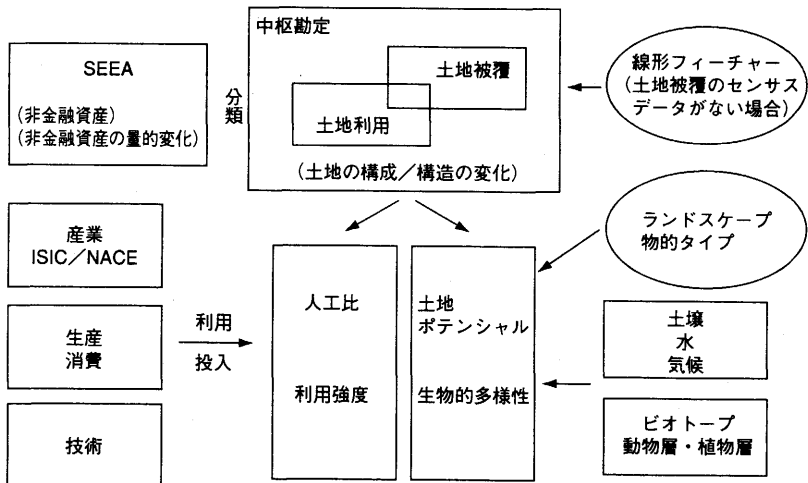 中枢勘定
SEEA
(非金融資産)
(非金融資産の量的変化)
分類
土地被覆
土地利用
(土地の構成/構造の変化)
線形フィーチャー
(土地被覆のセンサス
データがない場合)
産業
ISIC/NACE
生産
消費
技術
利用
投入
人工比
利用強度
土地
ポテンシャル
生物的多様性
ランドスケープ
物的タイプ
土壌
水
気候
ビオトープ
動物層・植物層